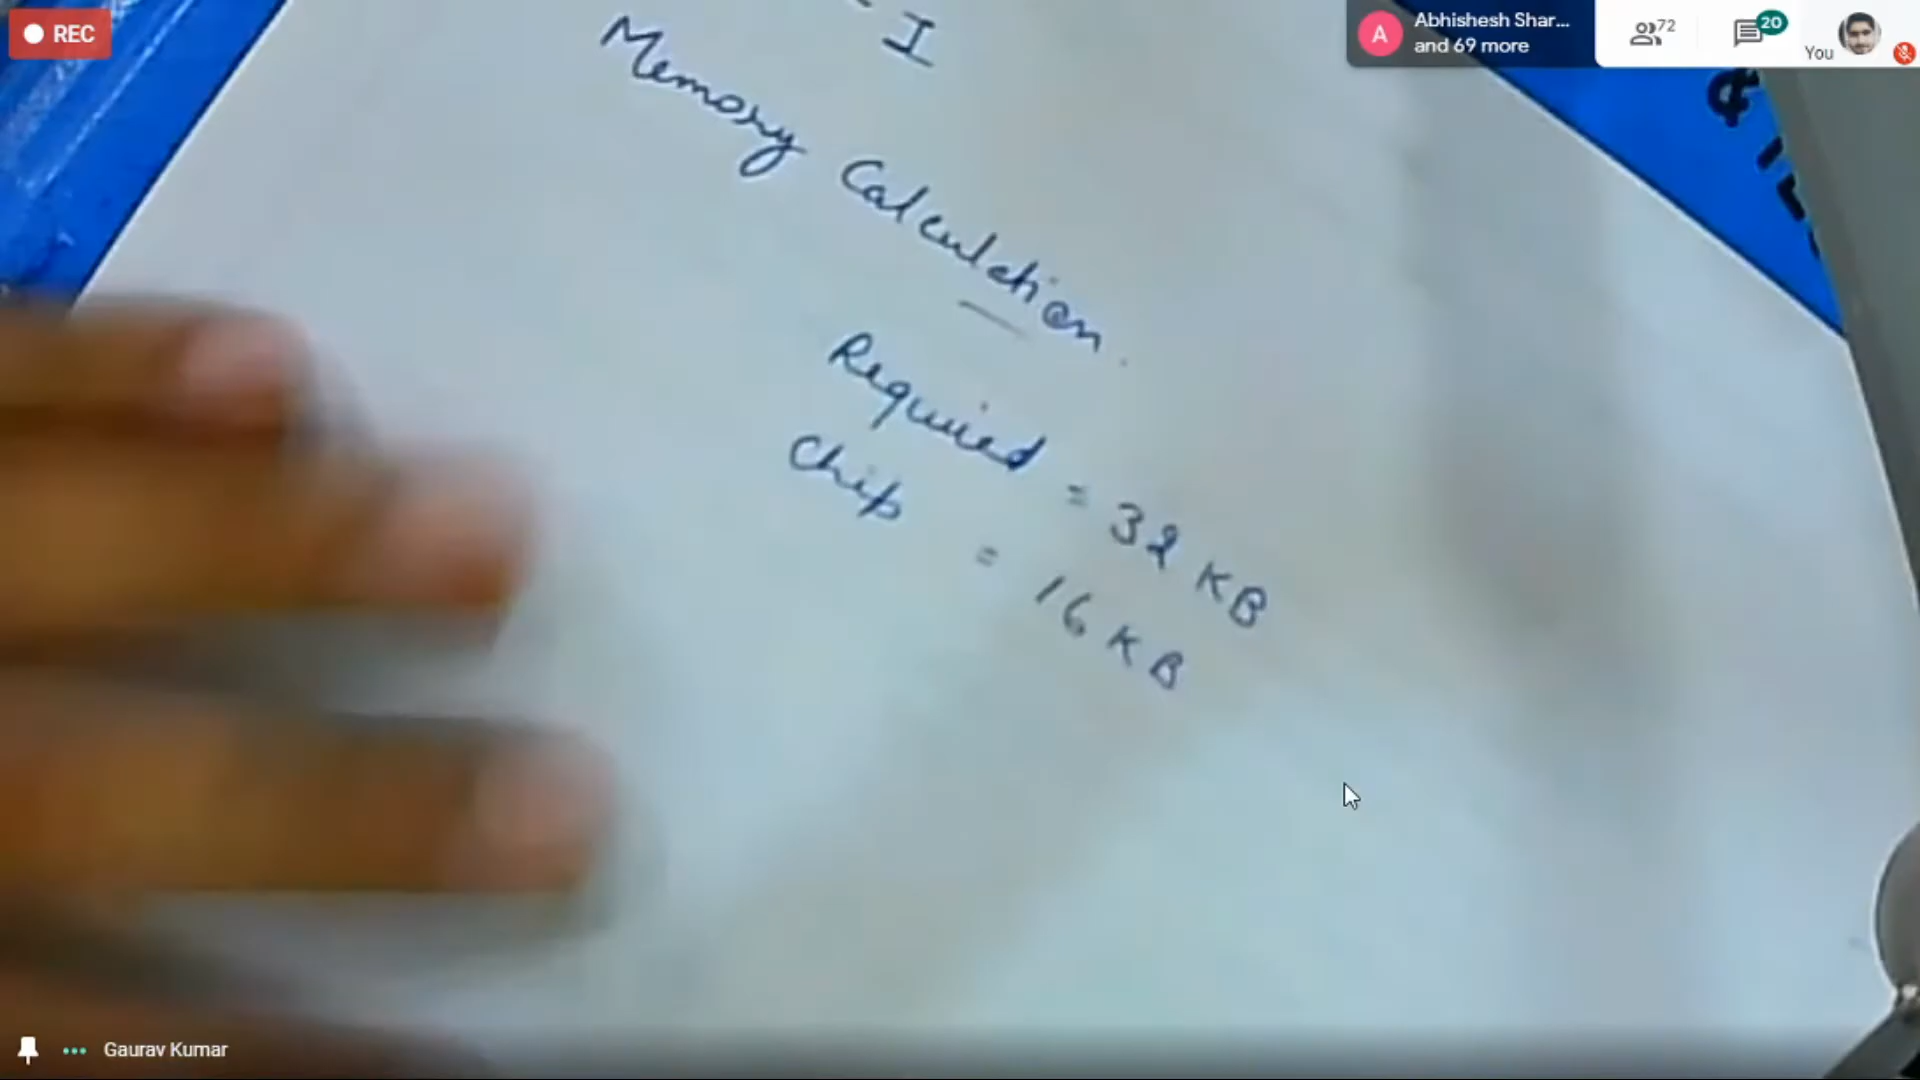 REC
Abhishesh Shar...
and 69 more
72
20
You
A
- I
Memory Calculation
Required = 32 KB
Chip = 16 KB
Gaurav Kumar